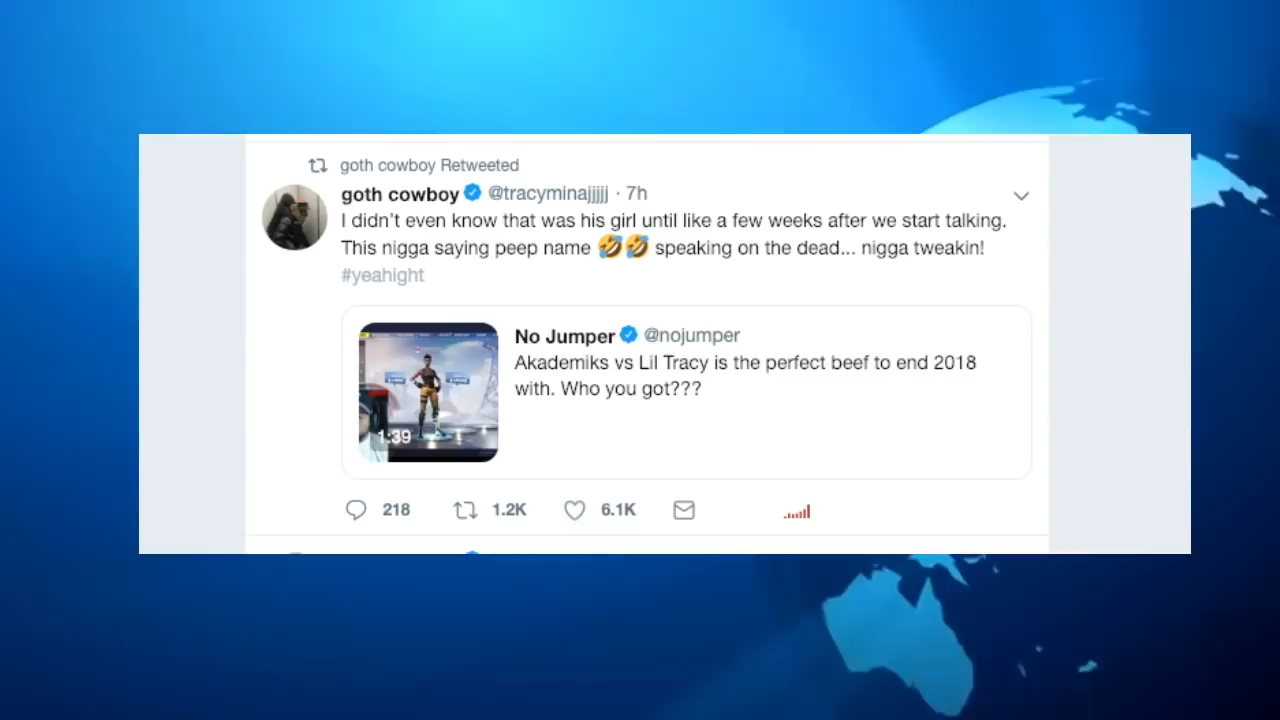 goth cowboy Retweeted
goth cowboy @tracyminajjjjj · 7h
I didn't even know that was his girl until like a few weeks after we start talking.
This nigga saying peep name 🤣🤣 speaking on the dead... nigga tweakin!
#yeahight
No Jumper @nojumper
Akademiks vs Lil Tracy is the perfect beef to end 2018
with. Who you got???
1:39
218 1.2K 6.1K